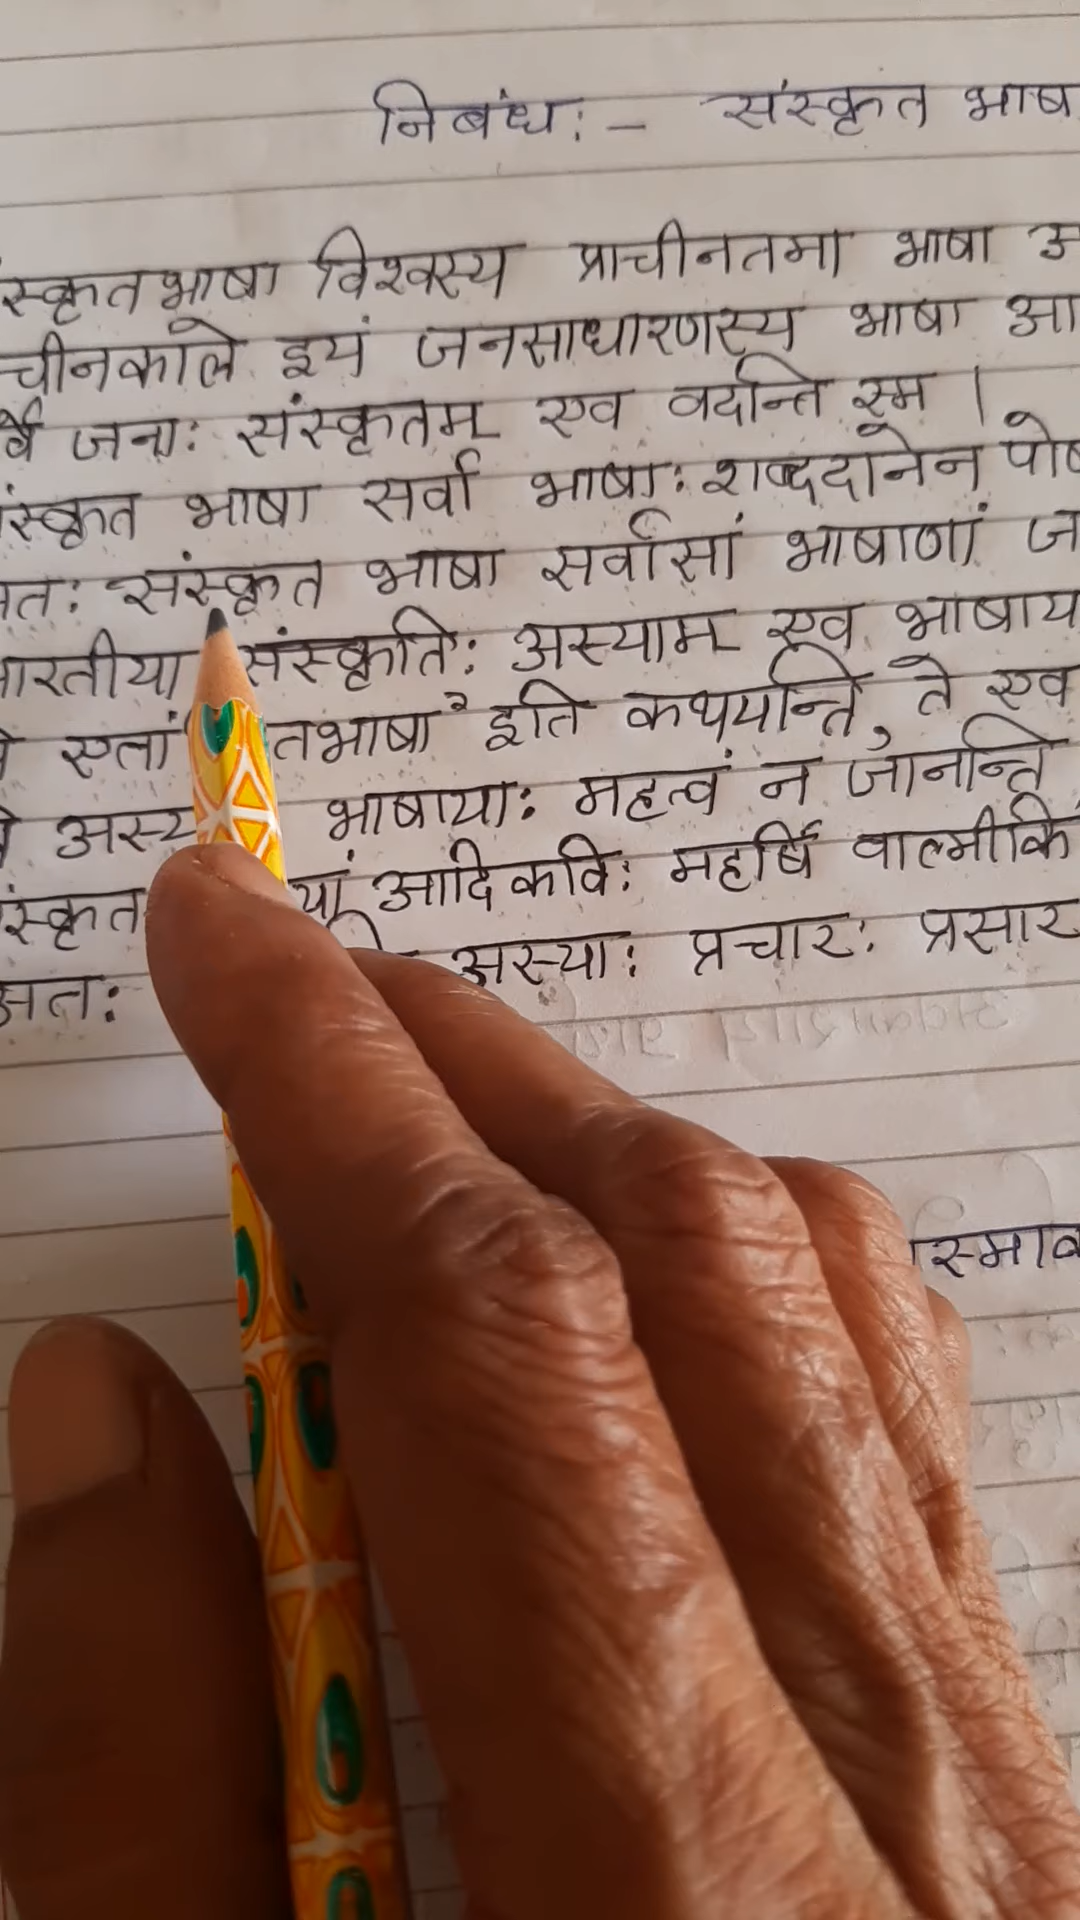 निबंध: - संस्कृत भाष
स्कृतभाषा विश्वस्य प्राचीनतमा भाषा अ
चीनकाले इयं जनसाधारणस्य भाषा आ
र्वे जना: संस्कृतम् एव वदन्ति स्म ।
संस्कृत भाषा सर्वा भाषा: शब्ददानेन पोष
अत: संस्कृत भाषा सर्वासां भाषाणां ज
भारतीया संस्कृति: अस्याम् एव भाषाय
एतां तभाषा इति कथयन्ति, ते एव
अस्य भाषाया: महत्वं न जानन्ति
संस्कृत यां आदिकवि: महर्षि वाल्मीकि
अत: अस्या: प्रचार: प्रसार
स्माक